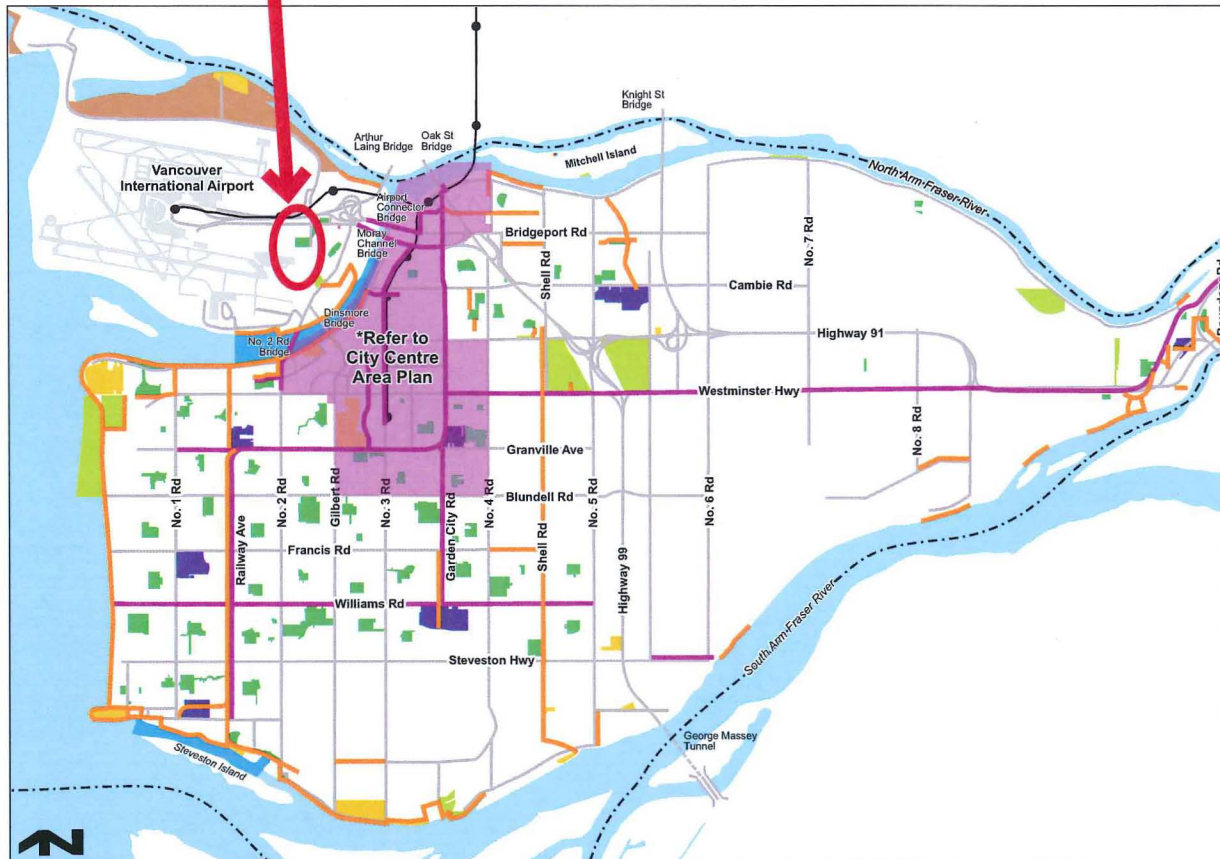 Knight St
Bridge
Arthur
Laing Bridge
Oak St
Bridge
Mitchell Island
Vancouver
International Airport
North Arm Fraser River
Airport
Connector
Bridge
Moray
Channel
Bridge
Bridgeport Rd
No. 7 Rd
Shell Rd
Cambie Rd
Dinsmore
Bridge
No. 2 Rd
Bridge
*Refer to
City Centre
Area Plan
Highway 91
Westminster Hwy
No. 8 Rd
Granville Ave
No. 1 Rd
Railway Ave
No. 2 Rd
Gilbert Rd
No. 3 Rd
Garden City Rd
No. 4 Rd
Blundell Rd
Shell Rd
No. 5 Rd
Highway 99
No. 6 Rd
Francis Rd
Williams Rd
South Arm Fraser River
Steveston Hwy
George Massey
Tunnel
Steveston Island
N